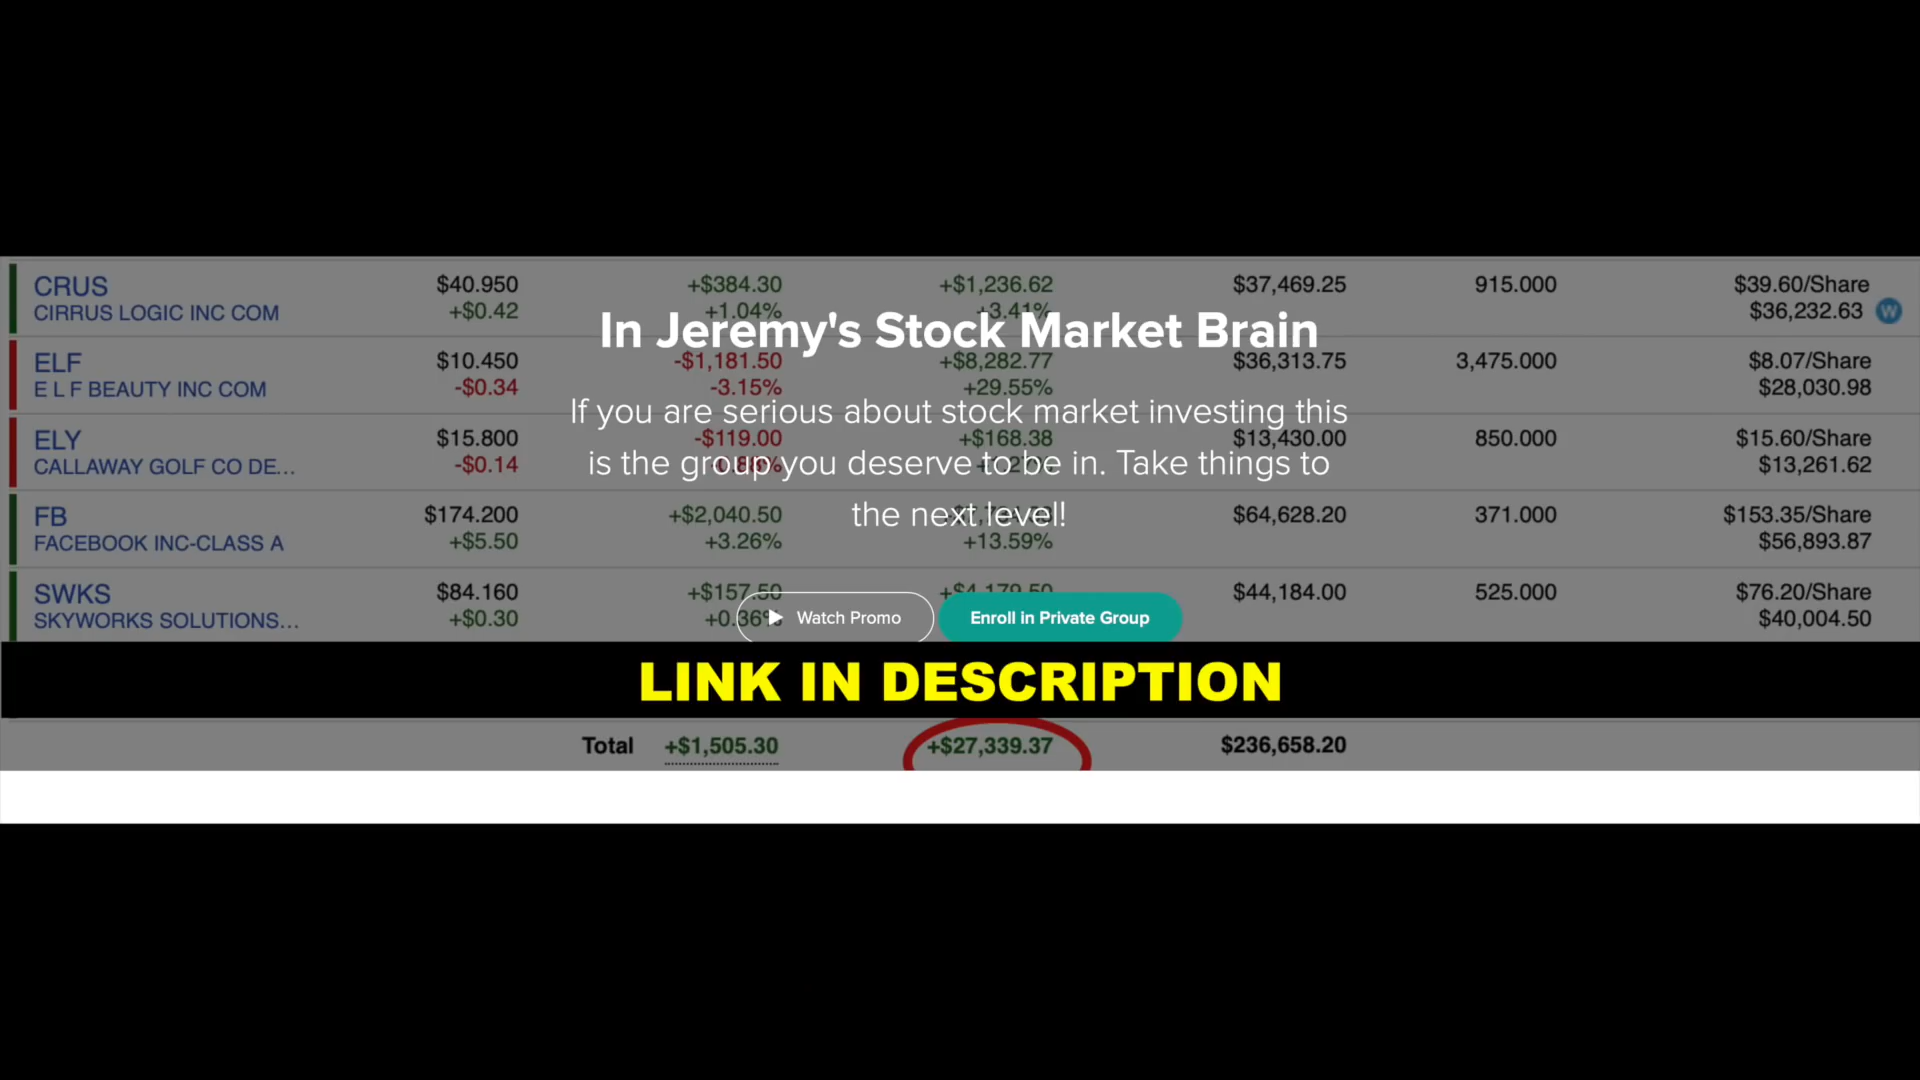 CRUS $40.950 +$384.30 +$1,236.62 $37,469.25 915.000 $39.60/Share
CIRRUS LOGIC INC COM +$0.42 +1.04% +3.41% $36,232.63 W
In Jeremy's Stock Market Brain
ELF $10.450 -$1,181.50 +$8,282.77 $36,313.75 3,475.000 $8.07/Share
E L F BEAUTY INC COM -$0.34 -3.15% +29.55% $28,030.98
If you are serious about stock market investing this
ELY $15.800 -$119.00 +$168.38 $13,430.00 850.000 $15.60/Share
CALLAWAY GOLF CO DE... -$0.14 $13,261.62
is the group you deserve to be in. Take things to
FB $174.200 +$2,040.50 $64,628.20 371.000 $153.35/Share
the next level!
FACEBOOK INC-CLASS A +$5.50 +3.26% +13.59% $56,893.87
SWKS $84.160 +$157.50 +$4,179.50 $44,184.00 525.000 $76.20/Share
SKYWORKS SOLUTIONS... +$0.30 +0.36% $40,004.50
Watch Promo Enroll in Private Group
LINK IN DESCRIPTION
Total +$1,505.30 +$27,339.37 $236,658.20